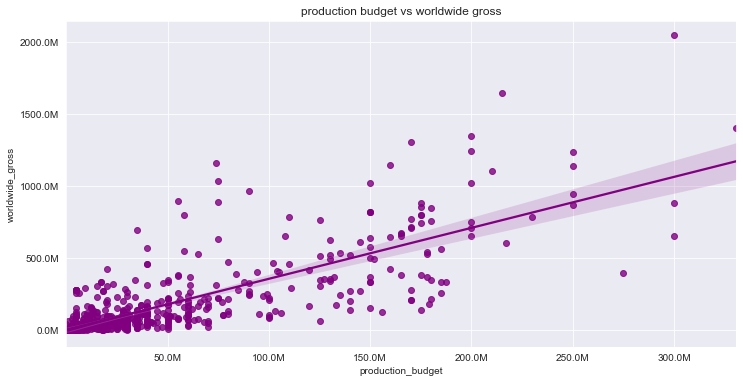 production budget vs worldwide gross
2000.0M
1500.0M
1000.0M
500.0M
0.0M
worldwide_gross
50.0M 100.0M 150.0M 200.0M 250.0M 300.0M
production_budget